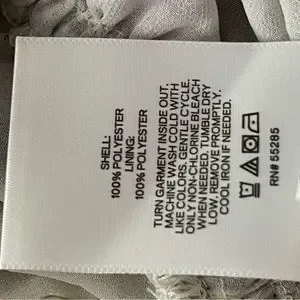 SHELL:
100% POLYESTER
LINING:
100% POLYESTER
TURN GARMENT INSIDE OUT,
MACHINE WASH COLD WITH
LIKE COLORS, GENTLE CYCLE.
ONLY NON-CHLORINE BLEACH
WHEN NEEDED. TUMBLE DRY
LOW. REMOVE PROMPTLY.
COOL IRON IF NEEDED.
RN# 55285